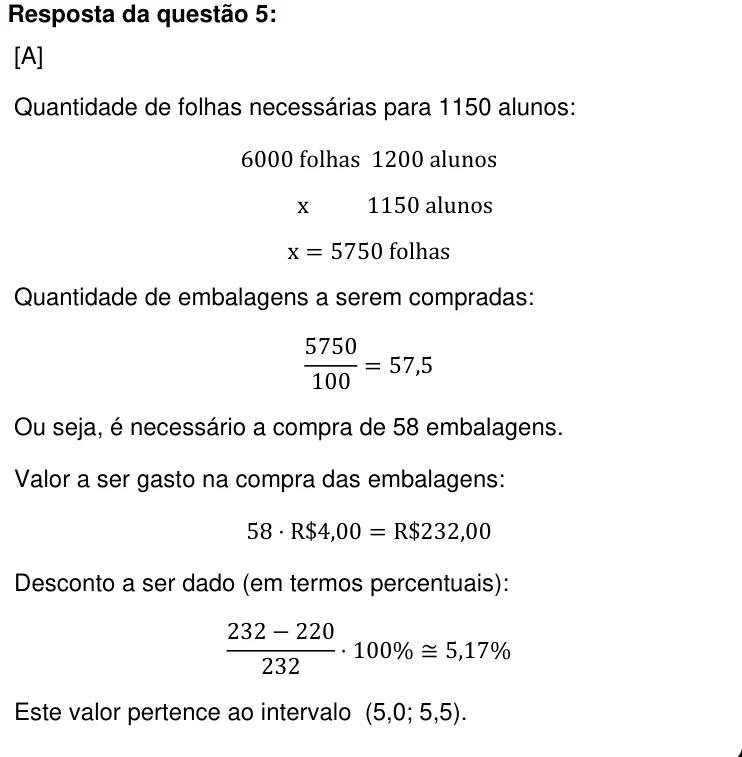 Resposta da questão 5:
[A]
Quantidade de folhas necessárias para 1150 alunos:
6000 folhas 1200 alunos
x 1150 alunos
x = 5750 folhas
Quantidade de embalagens a serem compradas:
5750
100
= 57,5
Ou seja, é necessário a compra de 58 embalagens.
Valor a ser gasto na compra das embalagens:
58 · R$4,00 = R$232,00
Desconto a ser dado (em termos percentuais):
232 − 220
232
· 100% ≅ 5,17%
Este valor pertence ao intervalo (5,0; 5,5).